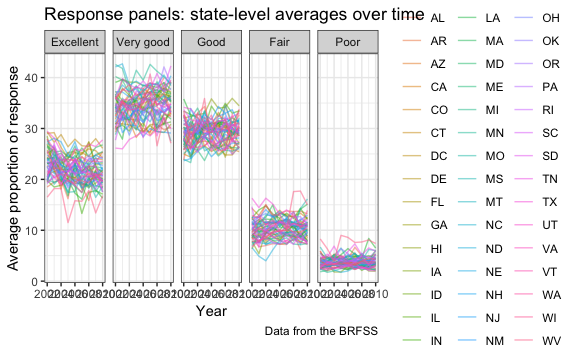 Response panels: state-level averages over time
Excellent Very good Good Fair Poor
40
30
20
10
0
Average proportion of response
Year
Data from the BRFSS
AL LA OH
AR MA OK
AZ MD OR
CA ME PA
CO MI RI
CT MN SC
DC MO SD
DE MS TN
FL MT TX
GA NC UT
HI ND VA
IA NE VT
ID NH WA
IL NJ WI
IN NM WV